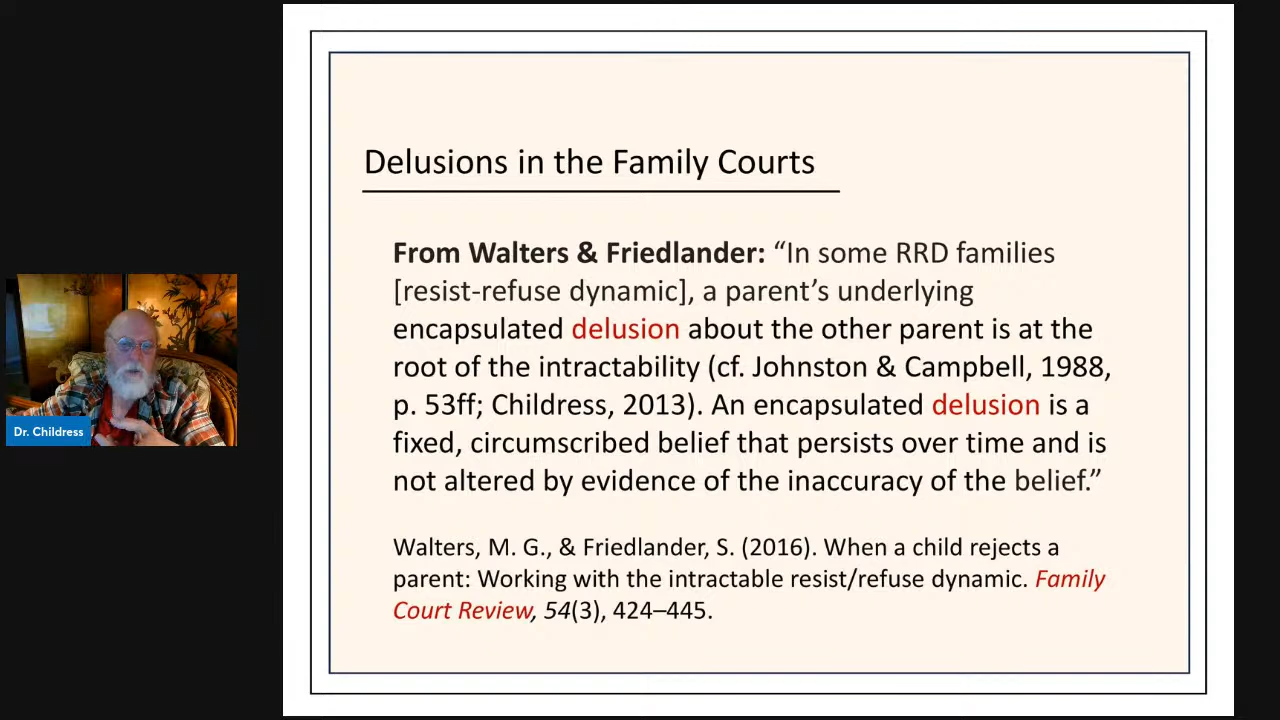 Delusions in the Family Courts
From Walters & Friedlander: “In some RRD families
[resist-refuse dynamic], a parent’s underlying
encapsulated delusion about the other parent is at the
root of the intractability (cf. Johnston & Campbell, 1988,
p. 53ff; Childress, 2013). An encapsulated delusion is a
fixed, circumscribed belief that persists over time and is
not altered by evidence of the inaccuracy of the belief.”
Walters, M. G., & Friedlander, S. (2016). When a child rejects a
parent: Working with the intractable resist/refuse dynamic. Family
Court Review, 54(3), 424–445.
Dr. Childress